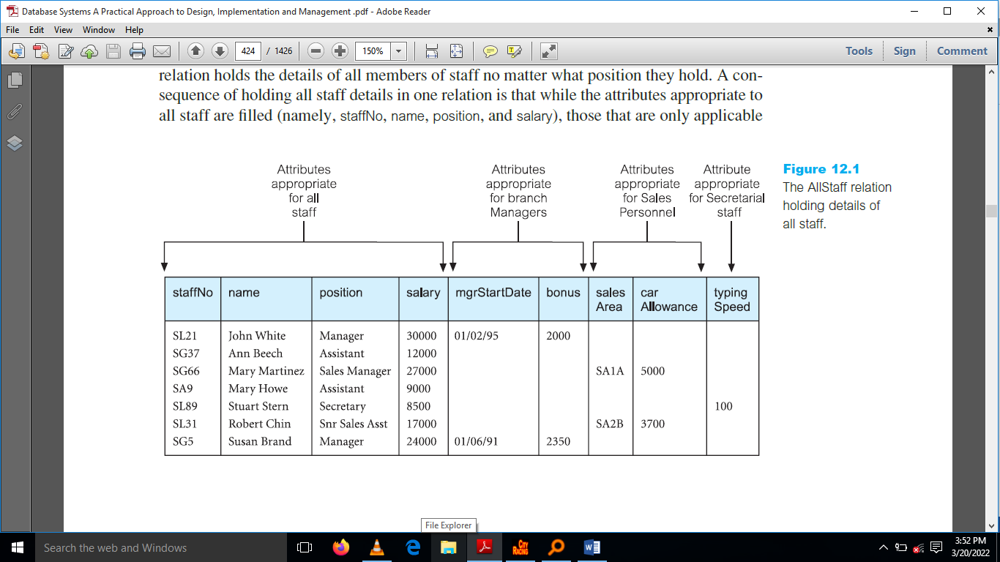 Database Systems A Practical Approach to Design, Implementation and Management .pdf - Adobe Reader
File Edit View Window Help
424 / 1426 150% Tools Sign Comment
relation holds the details of all members of staff no matter what position they hold. A con-
sequence of holding all staff details in one relation is that while the attributes appropriate to
all staff are filled (namely, staffNo, name, position, and salary), those that are only applicable
Attributes
appropriate
for all
staff
Attributes
appropriate
for branch
Managers
Attributes
appropriate
for Sales
Personnel
Attribute
appropriate
for Secretarial
staff
Figure 12.1
The AllStaff relation
holding details of
all staff.
staffNo name position salary mgrStartDate bonus sales Area car Allowance typing Speed
SL21 John White Manager 30000 01/02/95 2000
SG37 Ann Beech Assistant 12000
SG66 Mary Martinez Sales Manager 27000 SA1A 5000
SA9 Mary Howe Assistant 9000
SL89 Stuart Stern Secretary 8500 100
SL31 Robert Chin Snr Sales Asst 17000 SA2B 3700
SG5 Susan Brand Manager 24000 01/06/91 2350
File Explorer
Search the web and Windows
CITY RACING
3:52 PM
3/20/2022